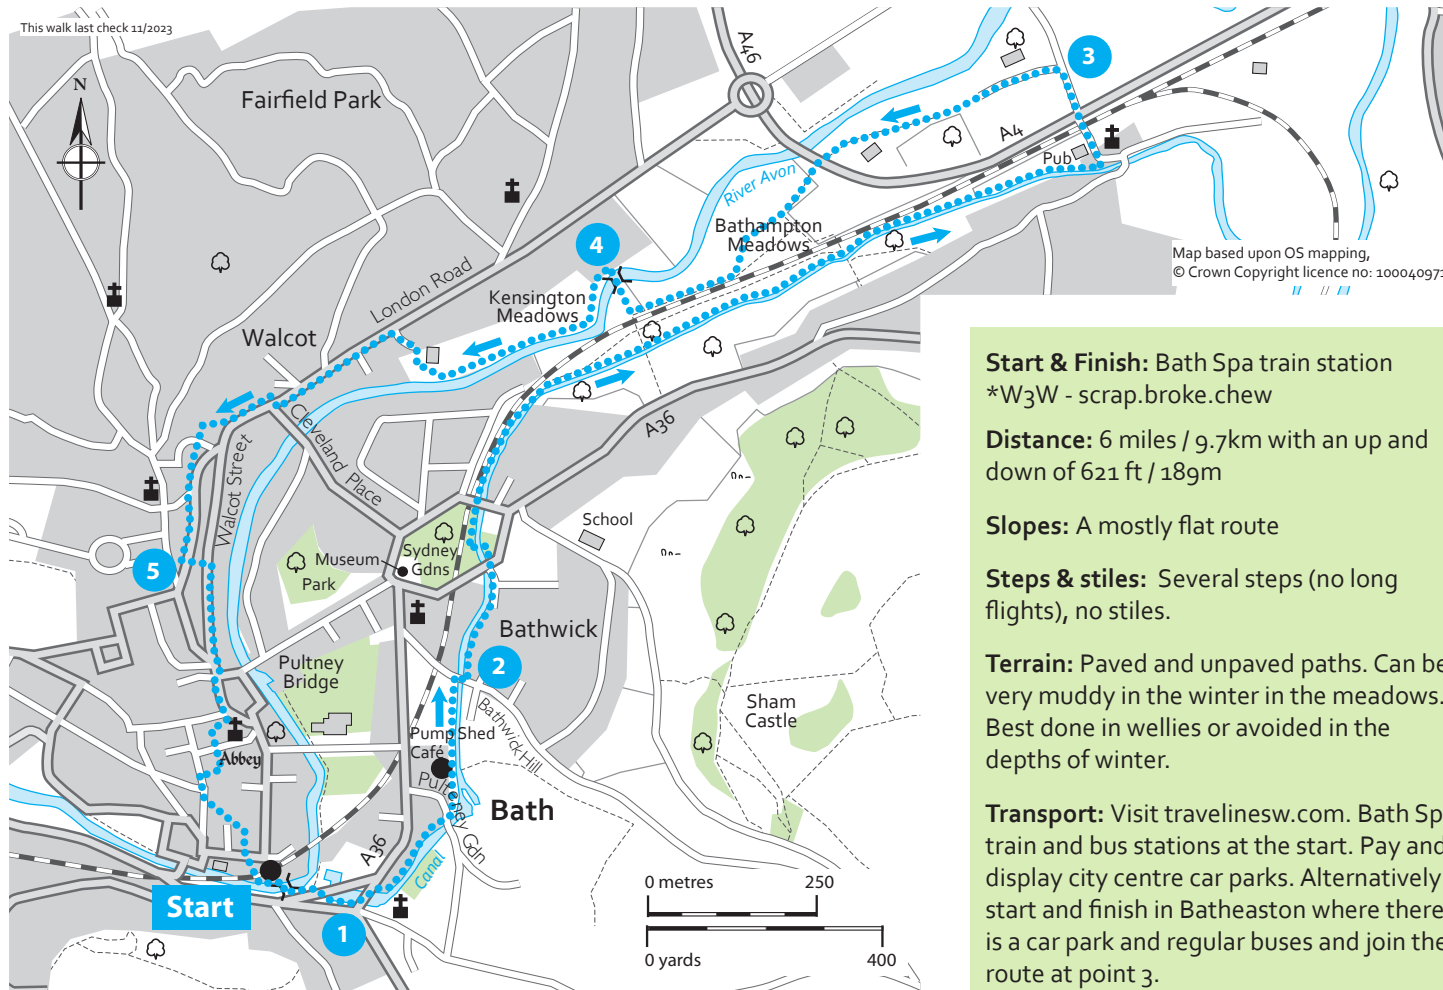 This walk last check 11/2023
N
Fairfield Park
A46
3
A4
Pub
River Avon
Bathampton
Meadows
4
Map based upon OS mapping,
© Crown Copyright licence no: 100040971
Kensington
Meadows
London Road
Walcot
Cleveland Place
A36
Walcot Street
School
Museum
Sydney
Gdns
Park
5
Bathwick
2
Pultney
Bridge
Sham
Castle
Bathwick Hill
Pump Shed
Café
Abbey
Pulteney Gdn
Bath
A36
Canal
Start
1
0 metres 250
0 yards 400
Start & Finish: Bath Spa train station
*W3W - scrap.broke.chew
Distance: 6 miles / 9.7km with an up and
down of 621 ft / 189m
Slopes: A mostly flat route
Steps & stiles: Several steps (no long
flights), no stiles.
Terrain: Paved and unpaved paths. Can be
very muddy in the winter in the meadows.
Best done in wellies or avoided in the
depths of winter.
Transport: Visit travelinesw.com. Bath Sp
train and bus stations at the start. Pay and
display city centre car parks. Alternatively
start and finish in Batheaston where there
is a car park and regular buses and join the
route at point 3.